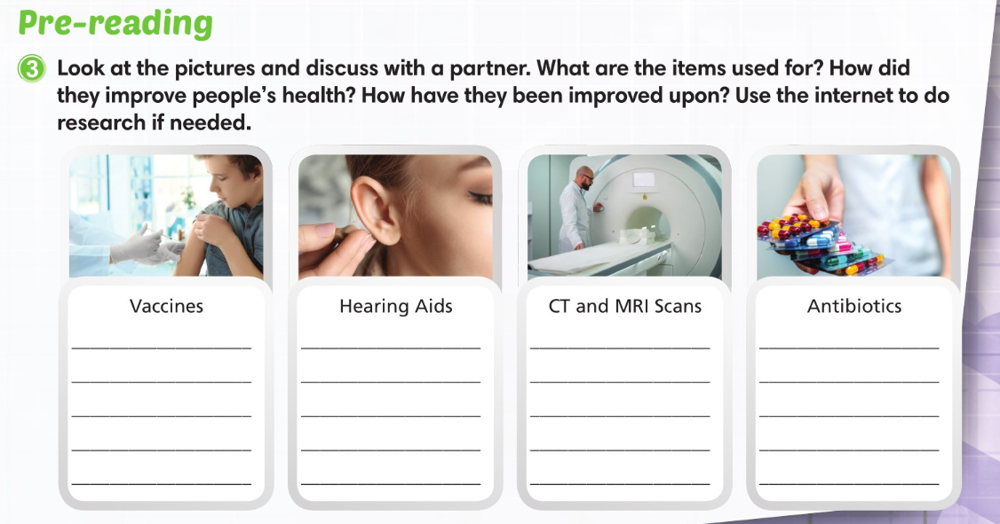 Pre-reading
3 Look at the pictures and discuss with a partner. What are the items used for? How did
they improve people's health? How have they been improved upon? Use the internet to do
research if needed.
Vaccines
Hearing Aids
CT and MRI Scans
Antibiotics